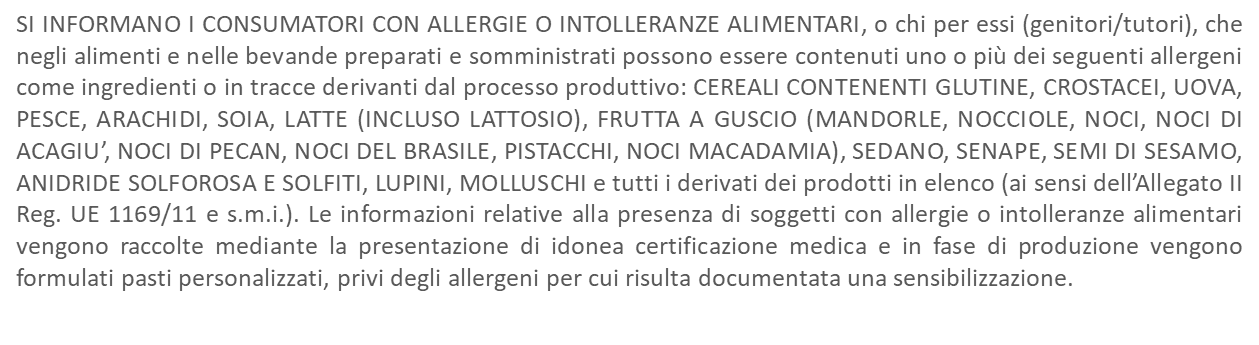 SI INFORMANO I CONSUMATORI CON ALLERGIE O INTOLLERANZE ALIMENTARI, o chi per essi (genitori/tutori), che
negli alimenti e nelle bevande preparati e somministrati possono essere contenuti uno o più dei seguenti allergeni
come ingredienti o in tracce derivanti dal processo produttivo: CEREALI CONTENENTI GLUTINE, CROSTACEI, UOVA,
PESCE, ARACHIDI, SOIA, LATTE (INCLUSO LATTOSIO), FRUTTA A GUSCIO (MANDORLE, NOCCIOLE, NOCI, NOCI DI
ACAGIU’, NOCI DI PECAN, NOCI DEL BRASILE, PISTACCHI, NOCI MACADAMIA), SEDANO, SENAPE, SEMI DI SESAMO,
ANIDRIDE SOLFOROSA E SOLFITI, LUPINI, MOLLUSCHI e tutti i derivati dei prodotti in elenco (ai sensi dell’Allegato II
Reg. UE 1169/11 e s.m.i.). Le informazioni relative alla presenza di soggetti con allergie o intolleranze alimentari
vengono raccolte mediante la presentazione di idonea certificazione medica e in fase di produzione vengono
formulati pasti personalizzati, privi degli allergeni per cui risulta documentata una sensibilizzazione.